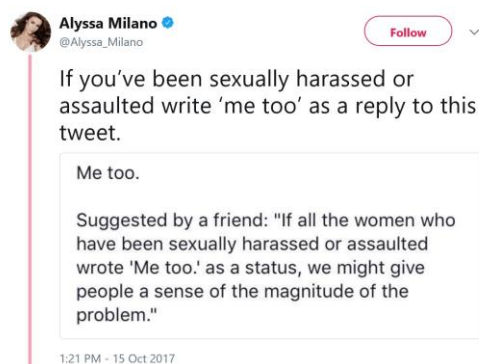 Alyssa Milano
@Alyssa_Milano
Follow
If you’ve been sexually harassed or
assaulted write ‘me too’ as a reply to this
tweet.
Me too.
Suggested by a friend: "If all the women who
have been sexually harassed or assaulted
wrote 'Me too.' as a status, we might give
people a sense of the magnitude of the
problem."
1:21 PM - 15 Oct 2017